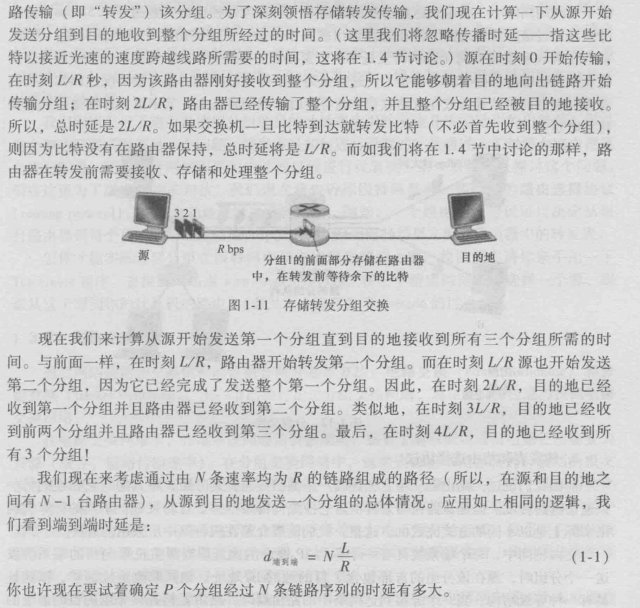 路传输（即“转发”）该分组。为了深刻领悟存储转发传输，我们现在计算一下从源开始
发送分组到目的地收到整个分组所经过的时间。（这里我们将忽略传播时延——指这些比
特以接近光速的速度跨越线路所需要的时间，这将在1.4节讨论。）源在时刻0开始传输，
在时刻L/R秒，因为该路由器刚好接收到整个分组，所以它能够朝着目的地向出链路开始
传输分组；在时刻2L/R，路由器已经传输了整个分组，并且整个分组已经被目的地接收。
所以，总时延是2L/R。如果交换机一旦比特到达就转发比特（不必首先收到整个分组），
则因为比特没有在路由器保持，总时延将是L/R。而如我们将在1.4节中讨论的那样，路
由器在转发前需要接收、存储和处理整个分组。
3 2 1
源
R bps
分组1的前面部分存储在路由器
中，在转发前等待余下的比特
目的地
图1-11 存储转发分组交换
现在我们来计算从源开始发送第一个分组直到目的地接收到所有三个分组所需的时
间。与前面一样，在时刻L/R，路由器开始转发第一个分组。而在时刻L/R源也开始发送
第二个分组，因为它已经完成了发送整个第一个分组。因此，在时刻2L/R，目的地已经
收到第一个分组并且路由器已经收到第二个分组。类似地，在时刻3L/R，目的地已经收
到前两个分组并且路由器已经收到第三个分组。最后，在时刻4L/R，目的地已经收到所
有3个分组！
我们现在来考虑通过由N条速率均为R的链路组成的路径（所以，在源和目的地之
间有N-1台路由器），从源到目的地发送一个分组的总体情况。应用如上相同的逻辑，我
们看到端到端时延是：
d端到端 = N L/R (1-1)
你也许现在要试着确定P个分组经过N条链路序列的时延有多大。